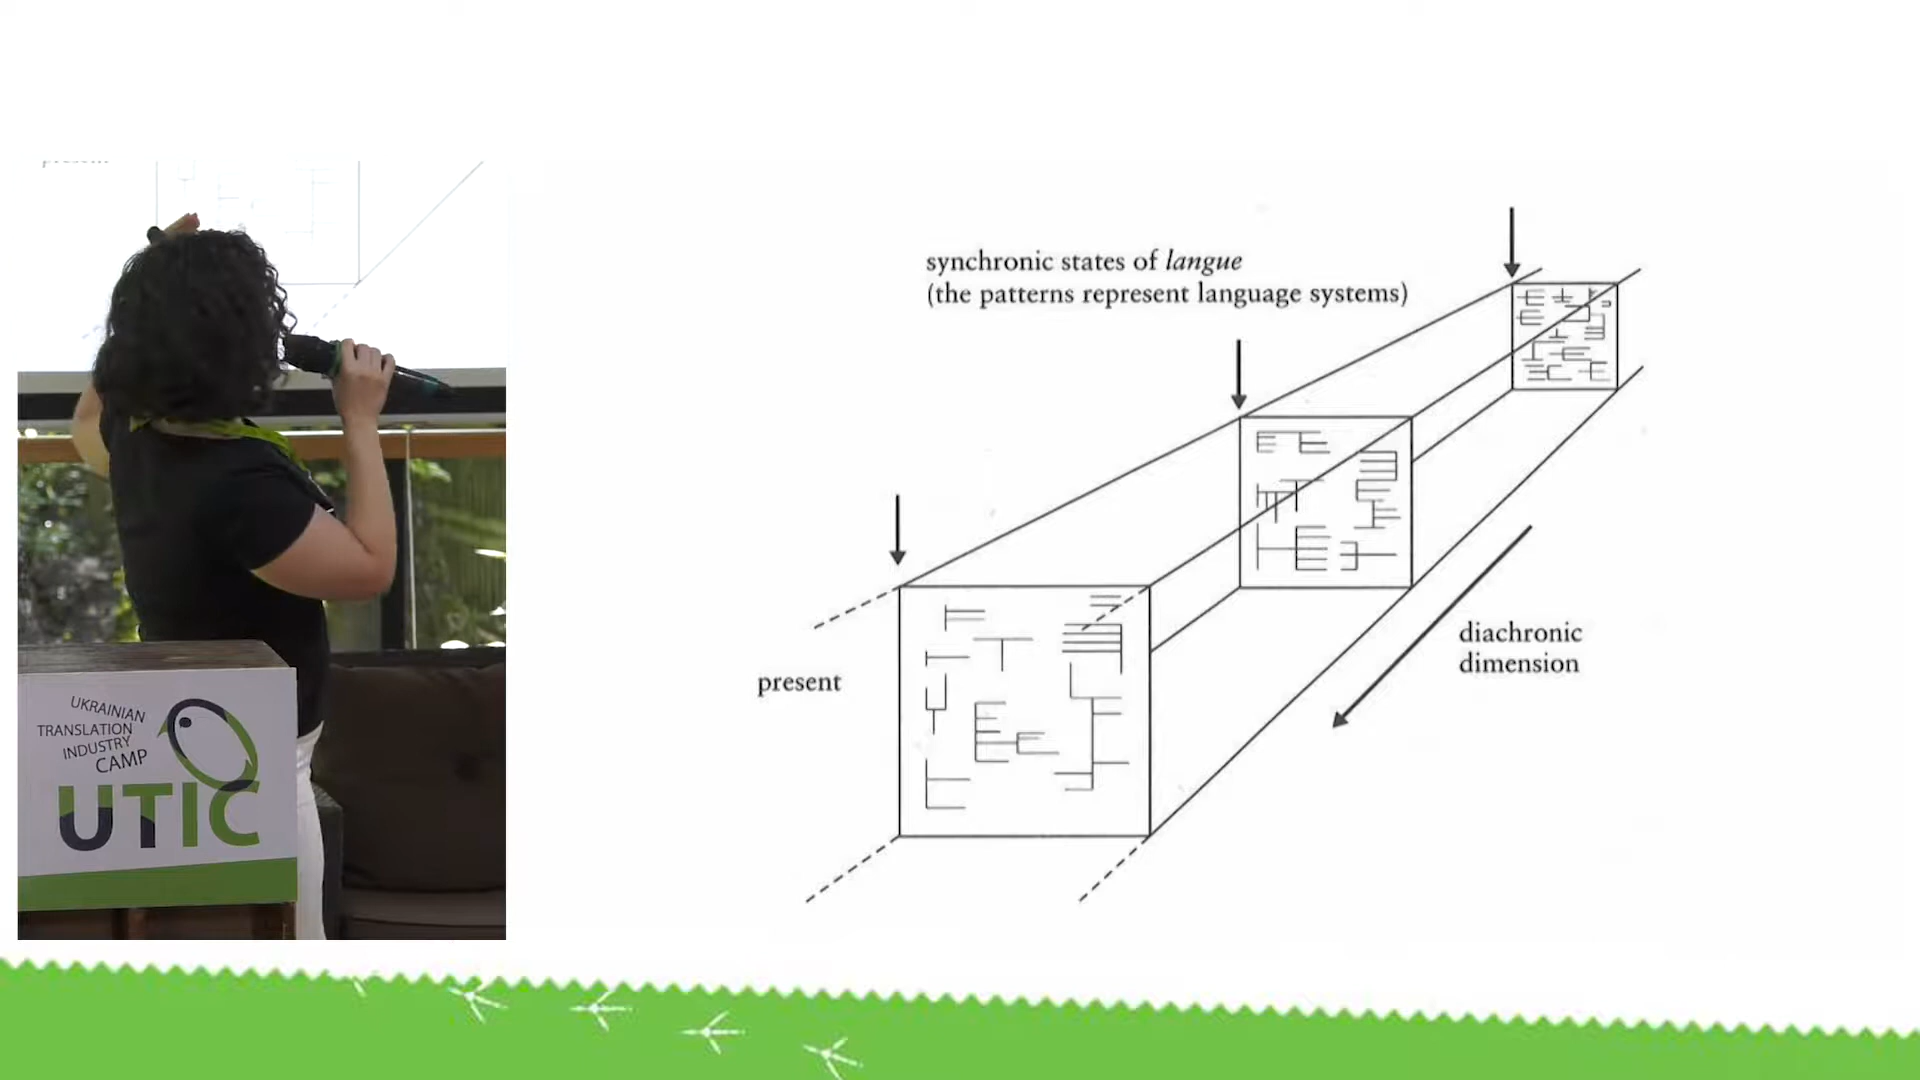 synchronic states of langue
(the patterns represent language systems)
present
diachronic
dimension
UKRAINIAN
TRANSLATION
INDUSTRY
CAMP
UTIC